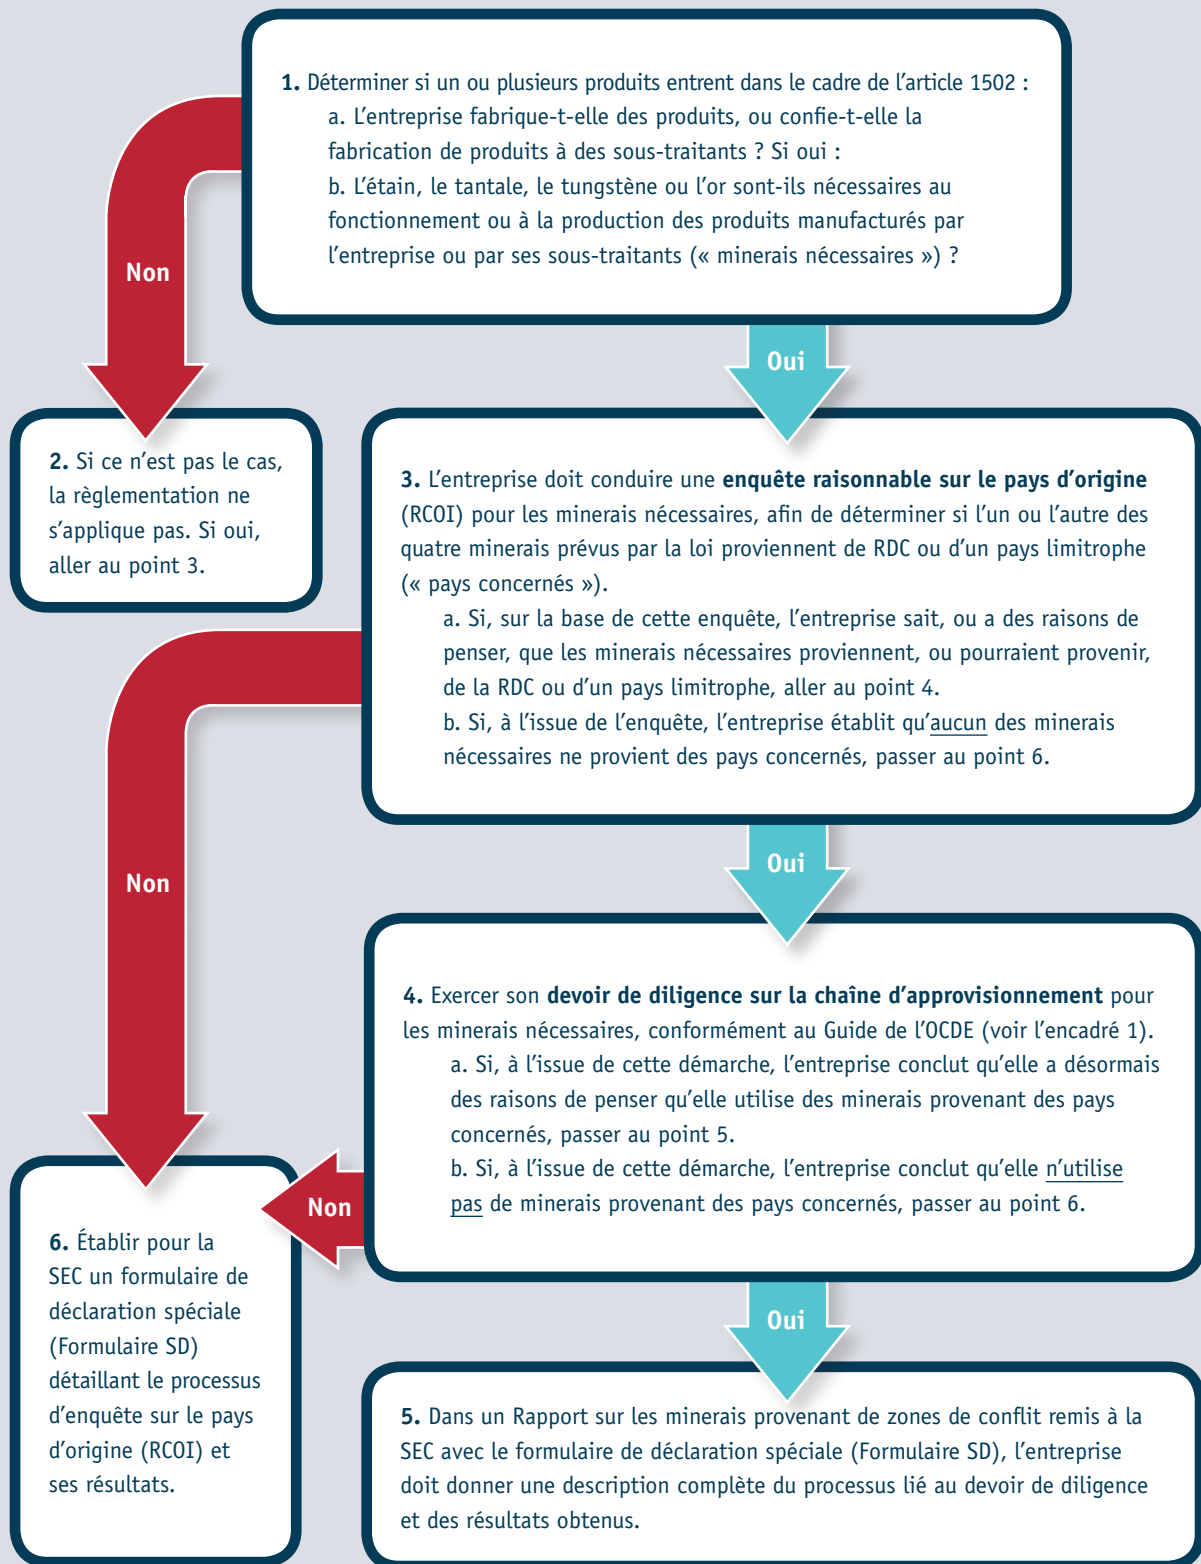 1. Déterminer si un ou plusieurs produits entrent dans le cadre de l’article 1502 :
a. L’entreprise fabrique-t-elle des produits, ou confie-t-elle la
fabrication de produits à des sous-traitants ? Si oui :
b. L’étain, le tantale, le tungstène ou l’or sont-ils nécessaires au
fonctionnement ou à la production des produits manufacturés par
l’entreprise ou par ses sous-traitants (« minerais nécessaires ») ?
Non
Oui
2. Si ce n’est pas le cas,
la règlementation ne
s’applique pas. Si oui,
aller au point 3.
3. L’entreprise doit conduire une enquête raisonnable sur le pays d’origine
(RCOI) pour les minerais nécessaires, afin de déterminer si l’un ou l’autre des
quatre minerais prévus par la loi proviennent de RDC ou d’un pays limitrophe
(« pays concernés »).
a. Si, sur la base de cette enquête, l’entreprise sait, ou a des raisons de
penser, que les minerais nécessaires proviennent, ou pourraient provenir,
de la RDC ou d’un pays limitrophe, aller au point 4.
b. Si, à l’issue de l’enquête, l’entreprise établit qu’aucun des minerais
nécessaires ne provient des pays concernés, passer au point 6.
Non
Oui
4. Exercer son devoir de diligence sur la chaîne d’approvisionnement pour
les minerais nécessaires, conformément au Guide de l’OCDE (voir l’encadré 1).
a. Si, à l’issue de cette démarche, l’entreprise conclut qu’elle a désormais
des raisons de penser qu’elle utilise des minerais provenant des pays
concernés, passer au point 5.
b. Si, à l’issue de cette démarche, l’entreprise conclut qu’elle n’utilise
pas de minerais provenant des pays concernés, passer au point 6.
Non
Oui
6. Établir pour la
SEC un formulaire de
déclaration spéciale
(Formulaire SD)
détaillant le processus
d’enquête sur le pays
d’origine (RCOI) et
ses résultats.
5. Dans un Rapport sur les minerais provenant de zones de conflit remis à la
SEC avec le formulaire de déclaration spéciale (Formulaire SD), l’entreprise
doit donner une description complète du processus lié au devoir de diligence
et des résultats obtenus.